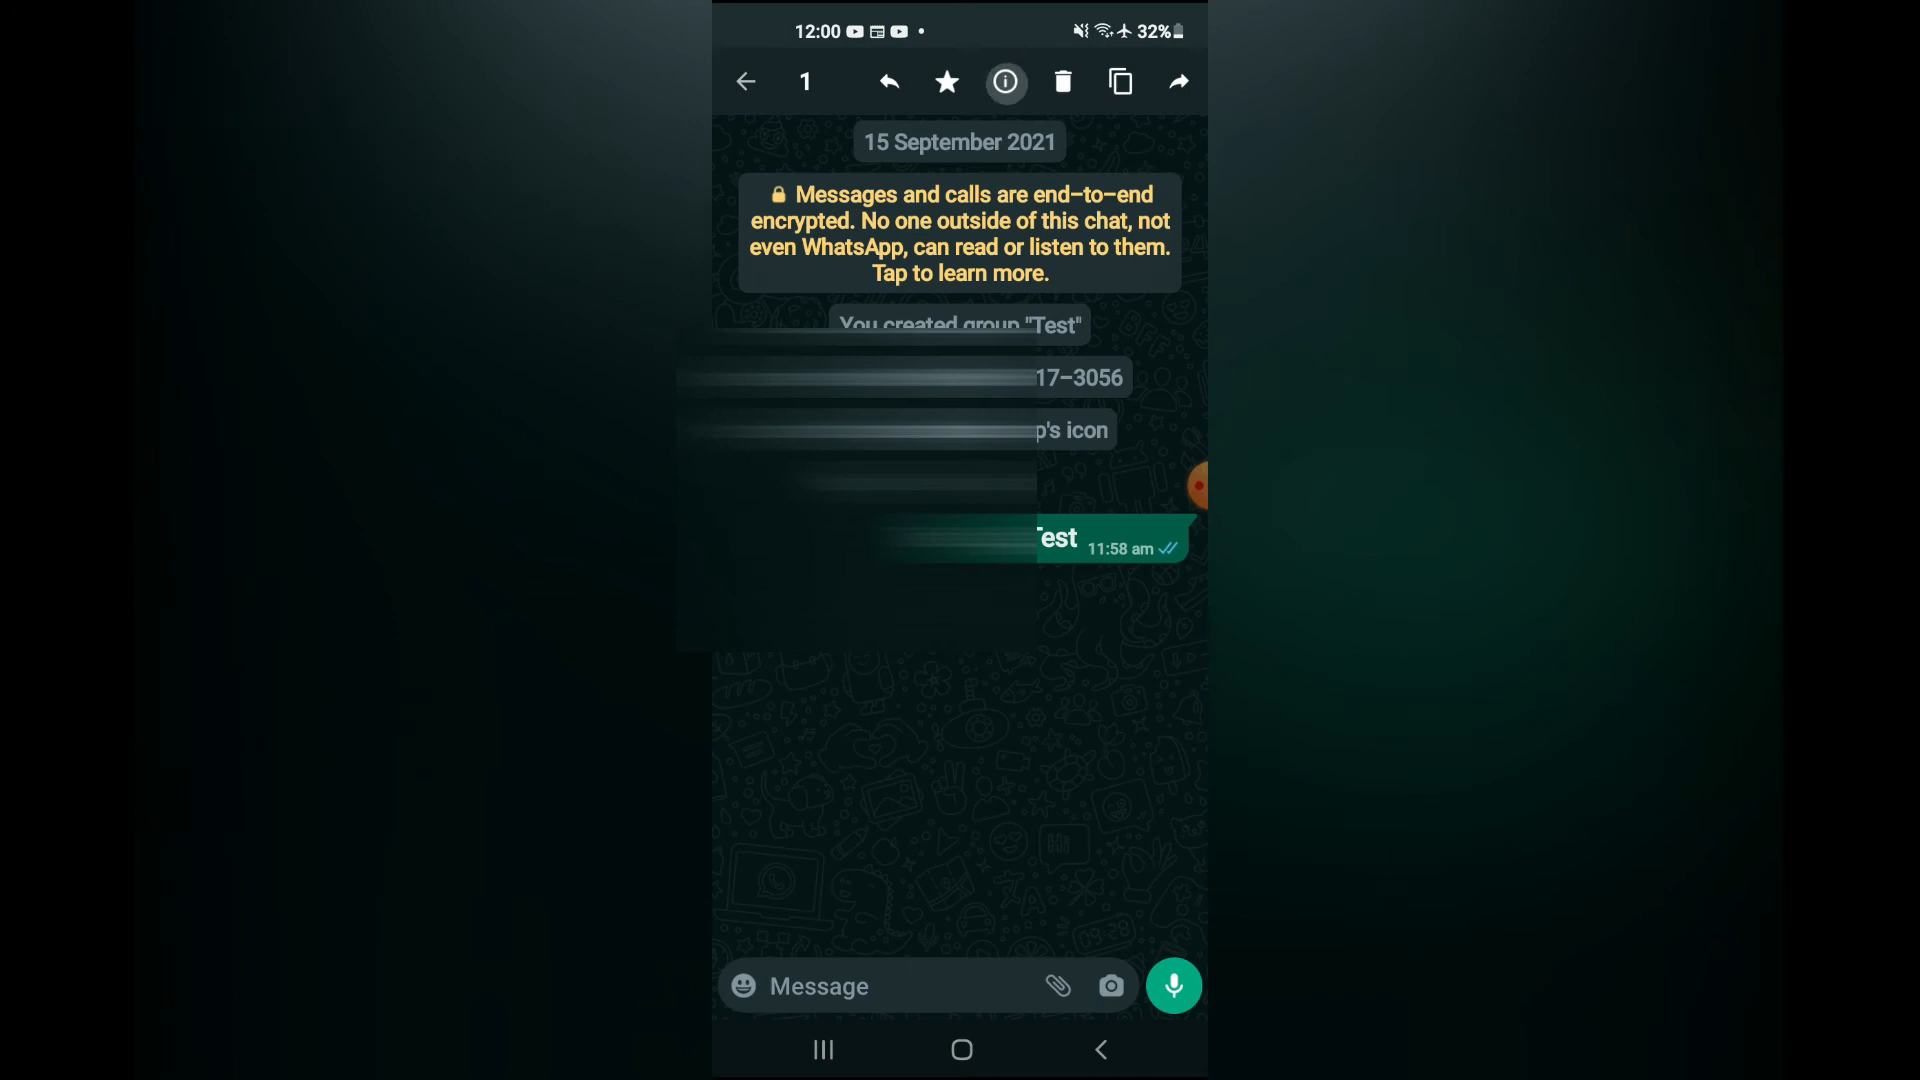 12:00 32%
1
15 September 2021
Messages and calls are end-to-end
encrypted. No one outside of this chat, not
even WhatsApp, can read or listen to them.
Tap to learn more.
You created group "Test"
17-3056
p's icon
est 11:58 am
Message